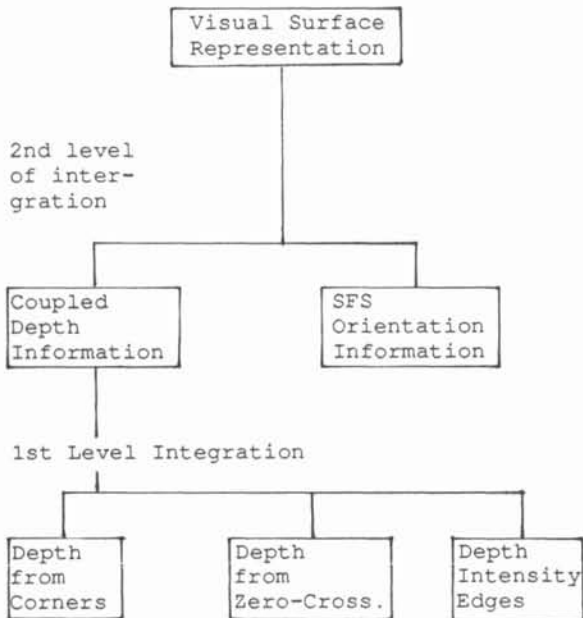 Visual Surface
Representation
2nd level
of inter-
gration
Coupled
Depth
Information
SFS
Orientation
Information
1st Level Integration
Depth
from
Corners
Depth
from
Zero-Cross.
Depth
Intensity
Edges